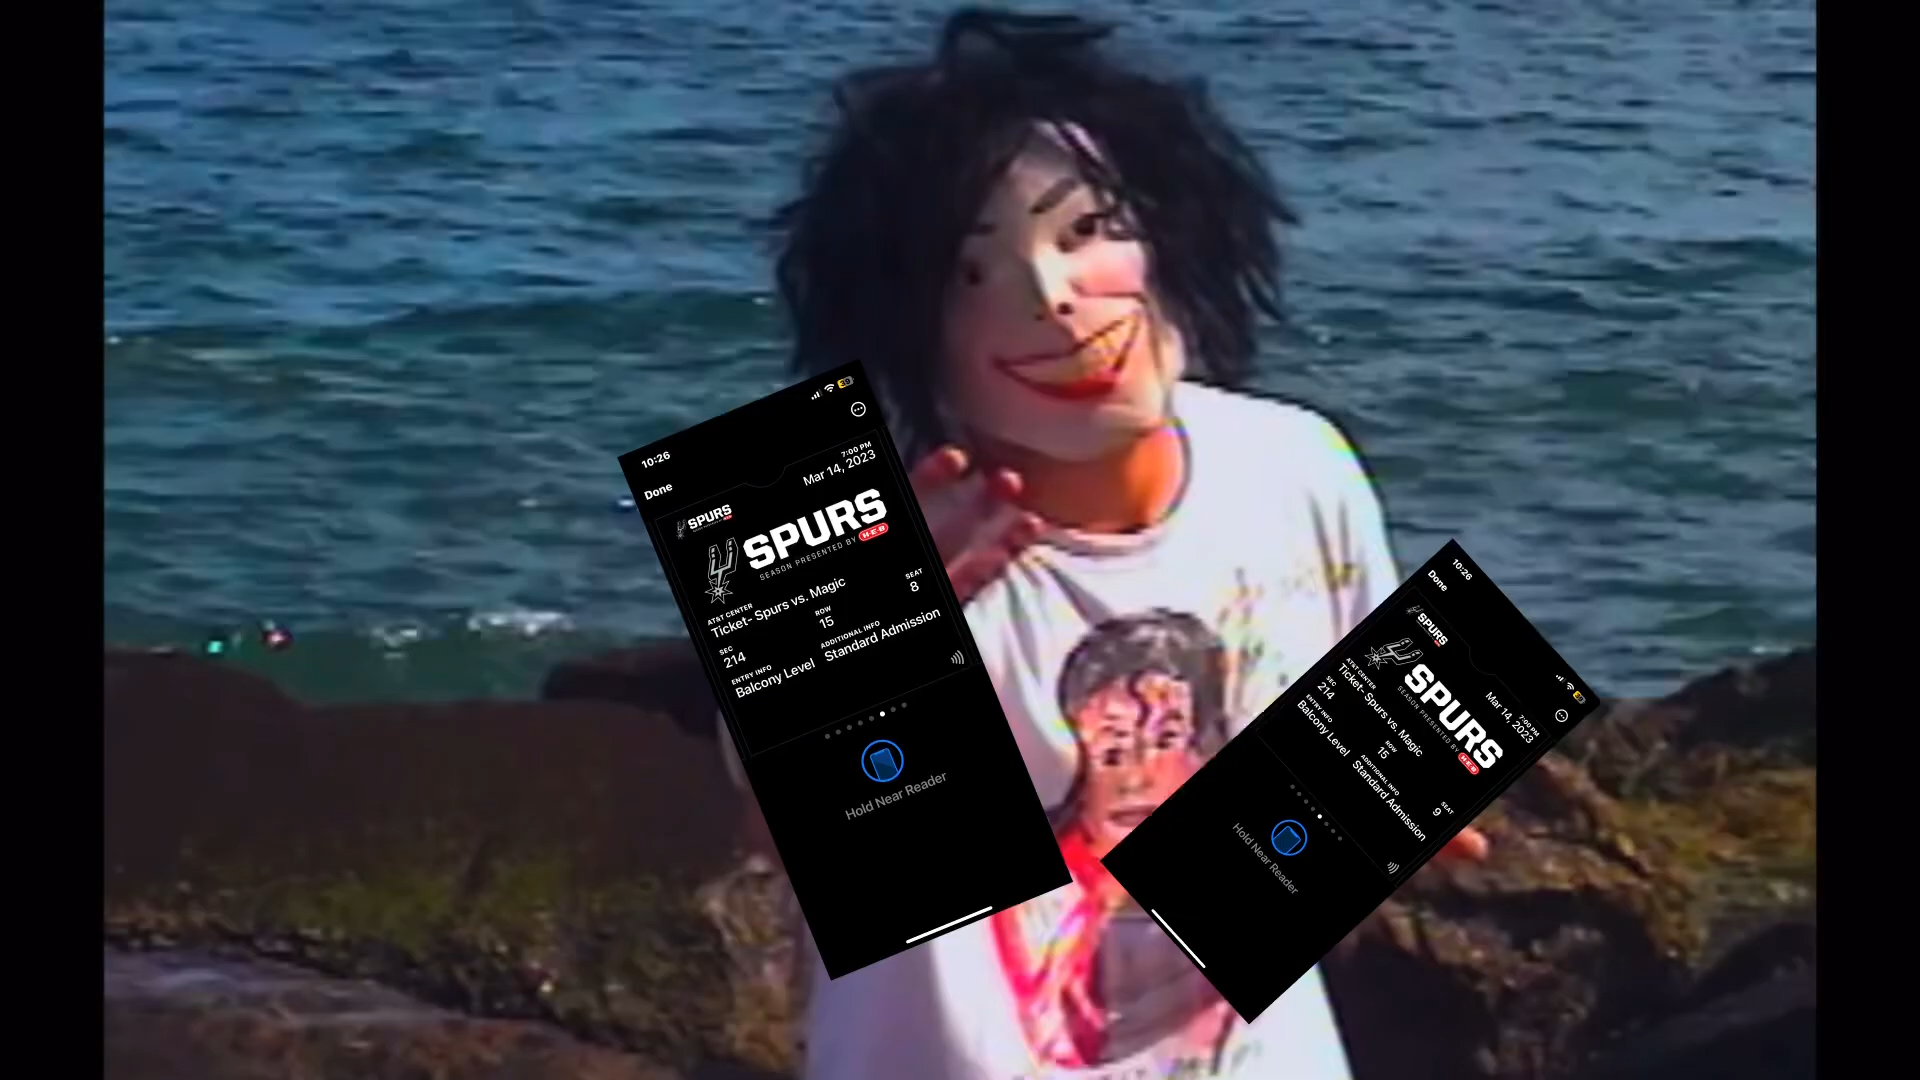 10:26
39
Done
7:00 PM
Mar 14, 2023
SPURS
SPURS
SEASON PRESENTED BY H-E-B
AT&T CENTER
Ticket- Spurs vs. Magic
SEC
214
ROW
15
SEAT
8
ENTRY INFO
Balcony Level
ADDITIONAL INFO
Standard Admission
Hold Near Reader
10:26
Done
7:00 PM
Mar 14, 2023
SPURS
SPURS
SEASON PRESENTED BY H-E-B
AT&T CENTER
Ticket- Spurs vs. Magic
SEC
214
ROW
15
SEAT
9
ENTRY INFO
Balcony Level
ADDITIONAL INFO
Standard Admission
Hold Near Reader